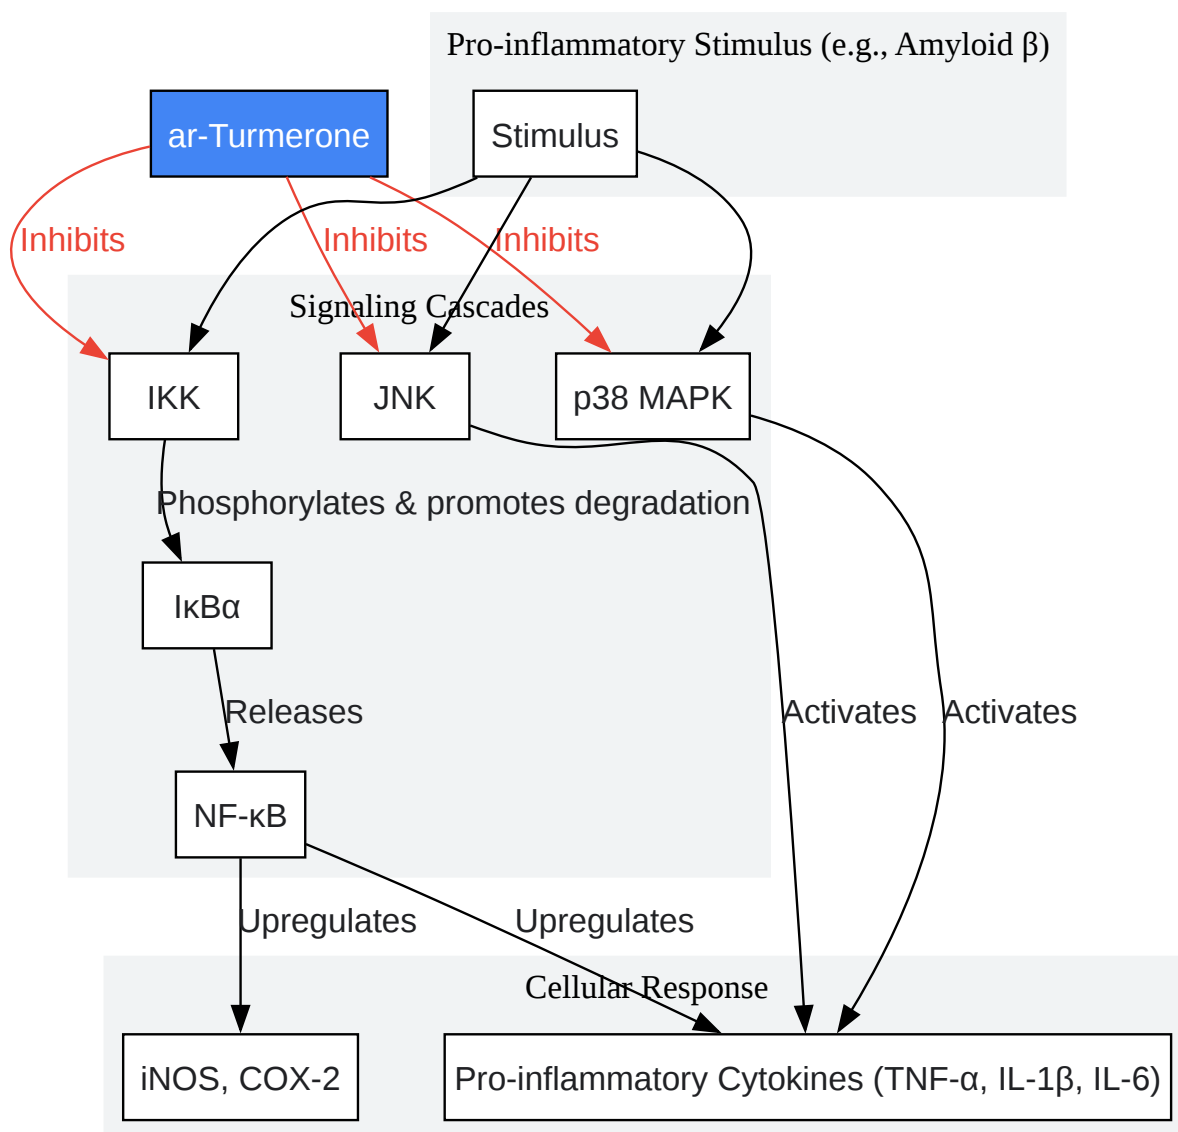 Pro-inflammatory Stimulus (e.g., Amyloid β)
ar-Turmerone
Stimulus
Inhibits
Inhibits
Inhibits
Signaling Cascades
IKK
JNK
p38 MAPK
Phosphorylates & promotes degradation
IκBα
Releases
Activates
Activates
NF-κB
Upregulates
Upregulates
Cellular Response
iNOS, COX-2
Pro-inflammatory Cytokines (TNF-α, IL-1β, IL-6)